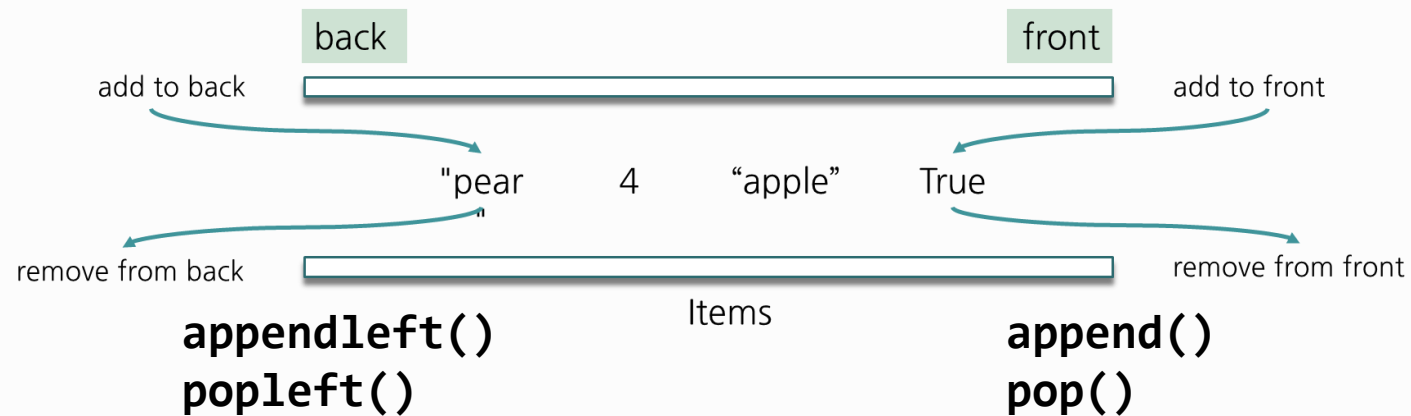 back front
add to back add to front
"pear 4 “apple” True
"
remove from back remove from front
Items
appendleft() append()
popleft() pop()